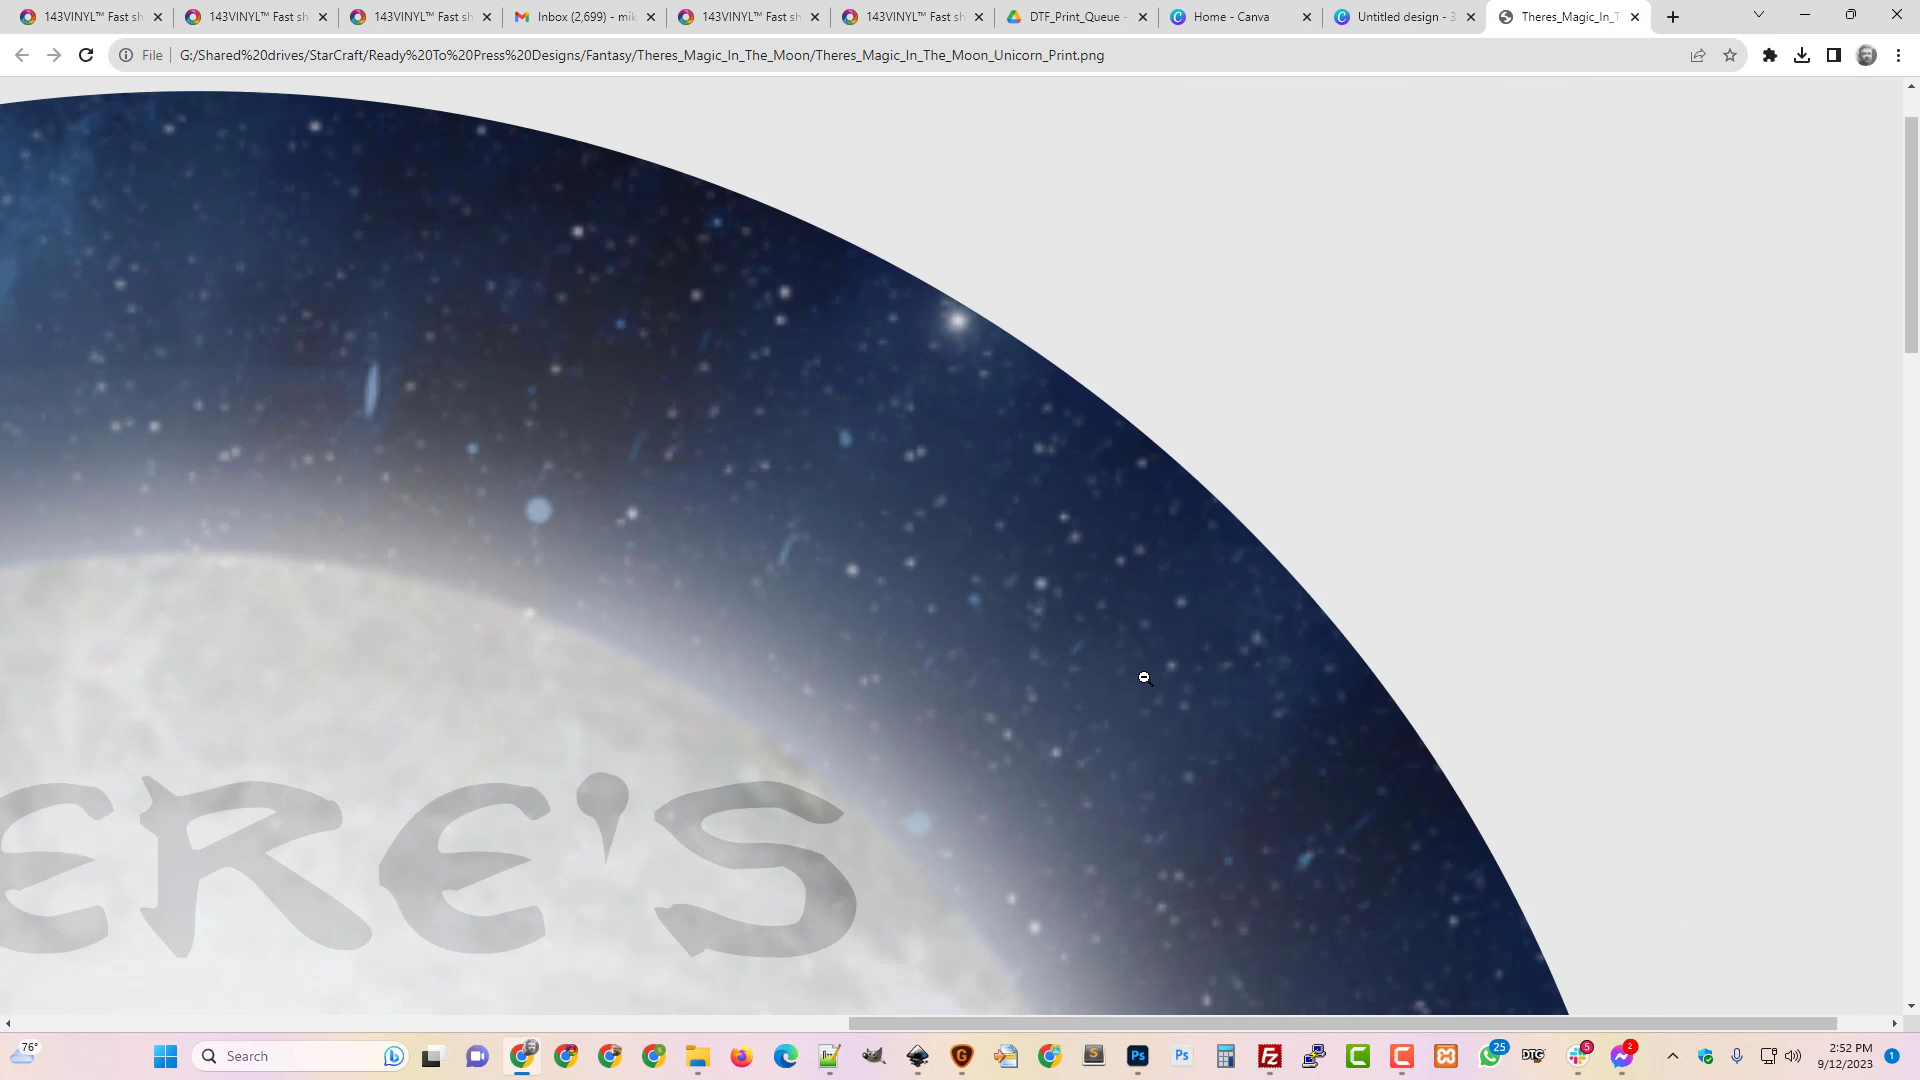 143VINYL™ Fast sh
143VINYL™ Fast sh
143VINYL™ Fast sh
Inbox (2,699) - mik
143VINYL™ Fast sh
143VINYL™ Fast sh
DTF_Print_Queue -
Home - Canva
Untitled design - 3
Theres_Magic_In_T
File
G:/Shared%20drives/StarCraft/Ready%20To%20Press%20Designs/Fantasy/Theres_Magic_In_The_Moon/Theres_Magic_In_The_Moon_Unicorn_Print.png
ERE'S
76°
Search
Ps
Ps
25
DTG
5
2
2:52 PM
9/12/2023
1